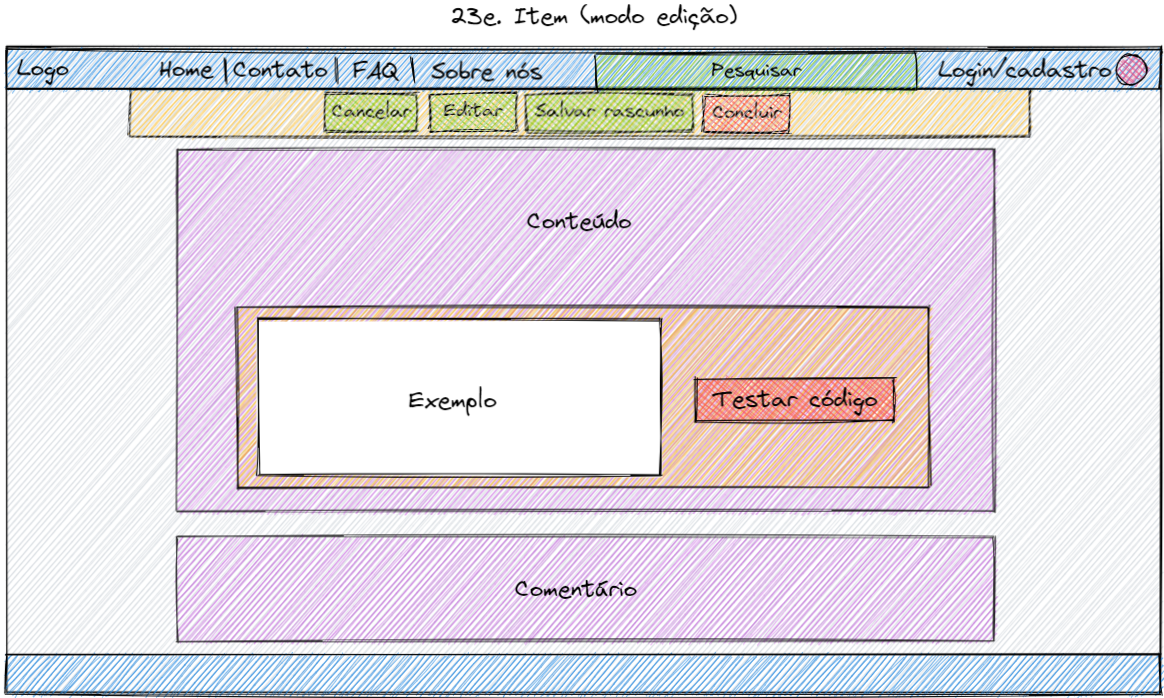 23e. Item (modo edição)
Logo Home | Contato | FAQ | Sobre nós Pesquisar Login/cadastro
Cancelar Editar Salvar rascunho Concluir
Conteúdo
Exemplo Testar código
Comentário